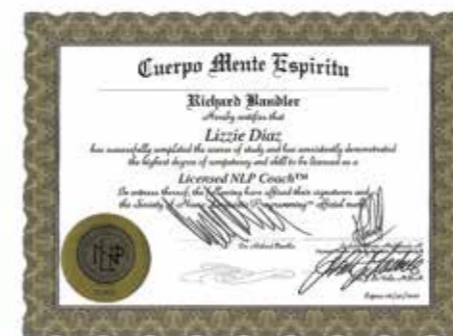 Cuerpo Mente Espiritu
Richard Bandler
Hereby certifies that
Lizzie Diaz
has successfully completed the course of study and has consistently demonstrated
the highest degree of competency and skill to be licensed as a
Licensed NLP Coach™
In witness thereof, the following have affixed their signatures and
the Society of Neuro-Linguistic Programming™ official seal
Dr. Richard Bandler
NLP